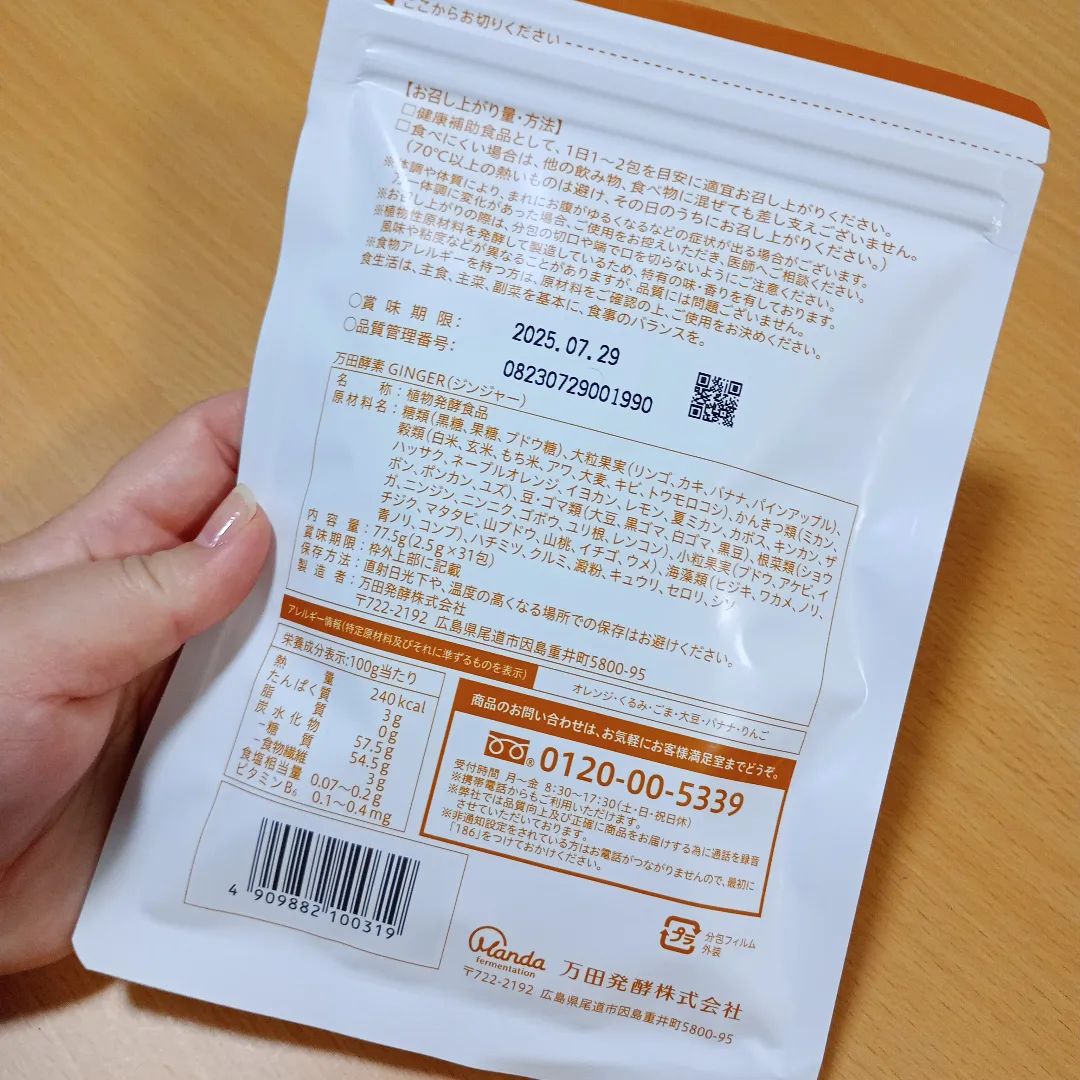 ここからお切りください
【お召し上がり量・方法】
□健康補助食品として、1日1～2包を目安に適宜お召し上がりください。
□食べにくい場合は、他の飲み物、食べ物に混ぜても差し支えございません。
(70℃以上の熱いものは避け、その日のうちにお召し上がりください。)
※体調や体質により、まれにお腹がゆるくなるなどの症状が出る場合がございます。
万一、体調に変化があった場合、ご使用をお控えいただき、医師へご相談ください。
※お召し上がりの際は、分包の切口や端で口を切らないようにご注意ください。
※植物性原材料を発酵して製造しているため、特有の味・香りを有しております。
風味や粘度などが異なることがありますが、品質には問題ございません。
※食物アレルギーを持つ方は、原材料をご確認の上、ご使用をお決めください。
食生活は、主食、主菜、副菜を基本に、食事のバランスを。
○賞味期限: 2025.07.29
○品質管理番号: 08230729001990
万田酵素 GINGER(ジンジャー)
名称:植物発酵食品
原材料名:糖類(黒糖、果糖、ブドウ糖)、大粒果実(リンゴ、カキ、バナナ、パインアップル)、
穀類(白米、玄米、もち米、アワ、大麦、キビ、トウモロコシ)、かんきつ類(ミカン、
ハッサク、ネーブルオレンジ、イヨカン、レモン、夏ミカン、カボス、キンカン、ザ
ボン、ポンカン、ユズ)、豆・ゴマ類(大豆、黒ゴマ、白ゴマ、黒豆)、根菜類(ショウ
ガ、ニンジン、ニンニク、ゴボウ、ユリ根、レンコン)、小粒果実(ブドウ、アケビ、イ
チジク、マタタビ、山ブドウ、山桃、イチゴ、ウメ)、海藻類(ヒジキ、ワカメ、ノリ、
青ノリ、コンブ)、ハチミツ、クルミ、澱粉、キュウリ、セロリ、シソ
内容量:77.5g(2.5g×31包)
賞味期限:枠外上部に記載
保存方法:直射日光下や、温度の高くなる場所での保存はお避けください。
製造者:万田発酵株式会社
〒722-2192 広島県尾道市因島重井町5800-95
アレルギー情報(特定原材料及びそれに準ずるものを表示)
オレンジ・くるみ・ごま・大豆・バナナ・りんご
栄養成分表示:100g当たり
熱量 240kcal
たんぱく質 3g
脂質 0g
炭水化物 57.5g
-糖質 54.5g
-食物繊維 3g
食塩相当量 0.07～0.2g
ビタミンB₆ 0.1～0.4mg
商品のお問い合わせは、お気軽にお客様満足室までどうぞ。
® 0120-00-5339
受付時間 月～金 8:30～17:30(土・日・祝日休)
※携帯電話からもご利用いただけます。
※弊社では品質向上及び正確に商品をお届けする為に通話を録音
させていただいております。
※非通知設定をされている方はお電話がつながりませんので、最初に
「186」をつけておかけください。
4 909882 100319
プラ
分包フィルム
外装
Manda
fermentation
万田発酵株式会社
〒722-2192 広島県尾道市因島重井町5800-95